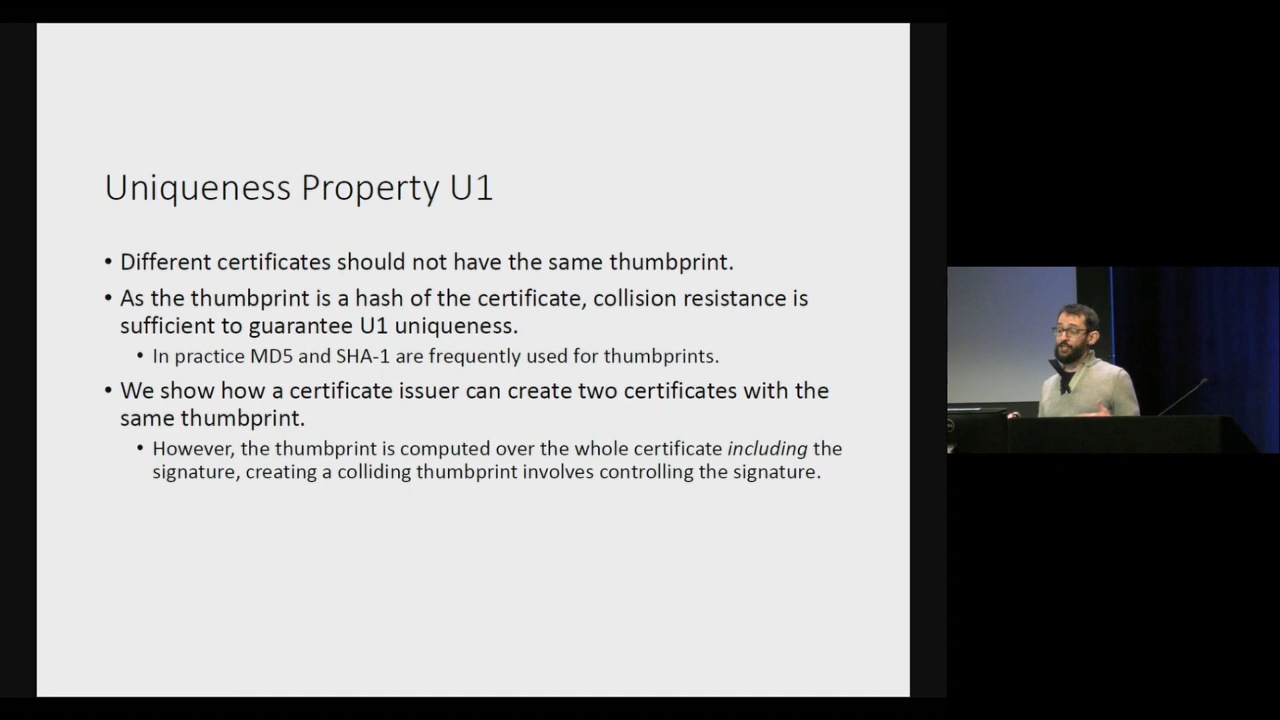 Uniqueness Property U1
• Different certificates should not have the same thumbprint.
• As the thumbprint is a hash of the certificate, collision resistance is
sufficient to guarantee U1 uniqueness.
• In practice MD5 and SHA-1 are frequently used for thumbprints.
• We show how a certificate issuer can create two certificates with the
same thumbprint.
• However, the thumbprint is computed over the whole certificate including the
signature, creating a colliding thumbprint involves controlling the signature.